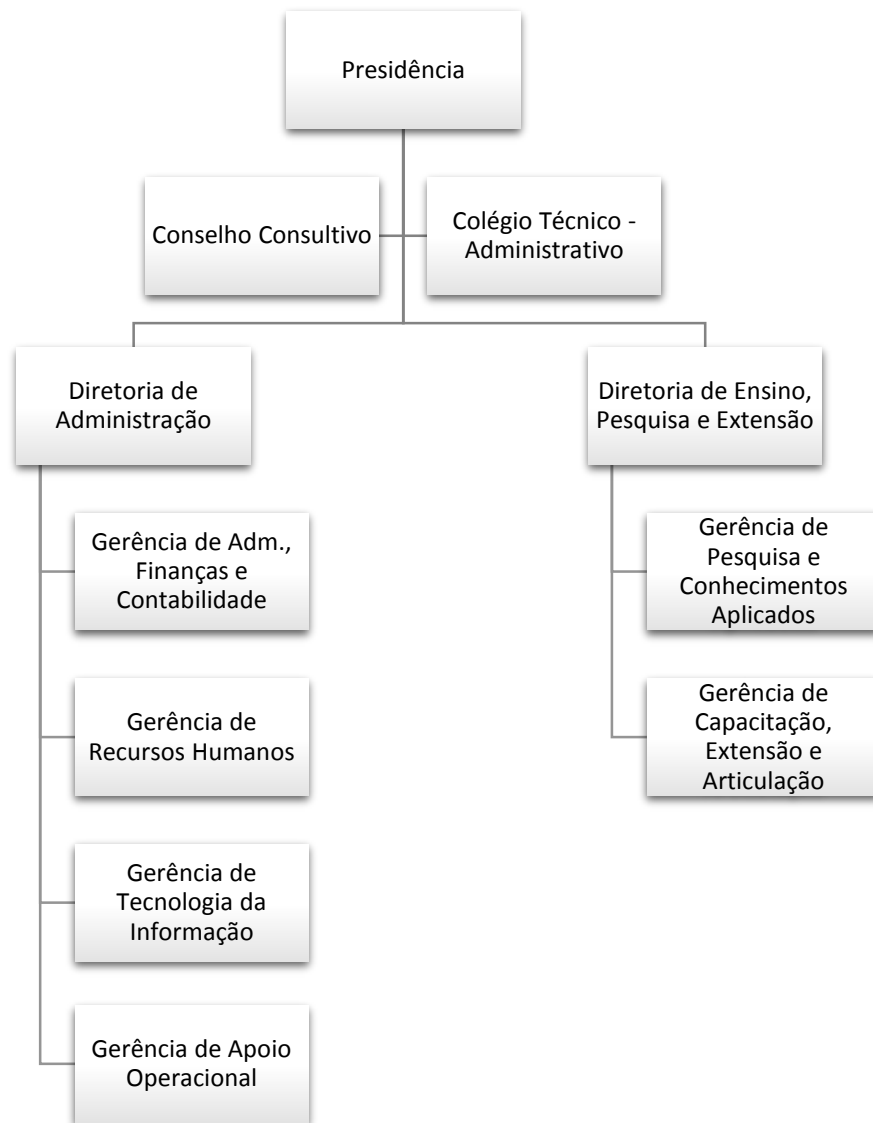 Presidência
Conselho Consultivo
Colégio Técnico -
Administrativo
Diretoria de
Administração
Diretoria de Ensino,
Pesquisa e Extensão
Gerência de Adm.,
Finanças e
Contabilidade
Gerência de
Recursos Humanos
Gerência de
Tecnologia da
Informação
Gerência de Apoio
Operacional
Gerência de
Pesquisa e
Conhecimentos
Aplicados
Gerência de
Capacitação,
Extensão e
Articulação